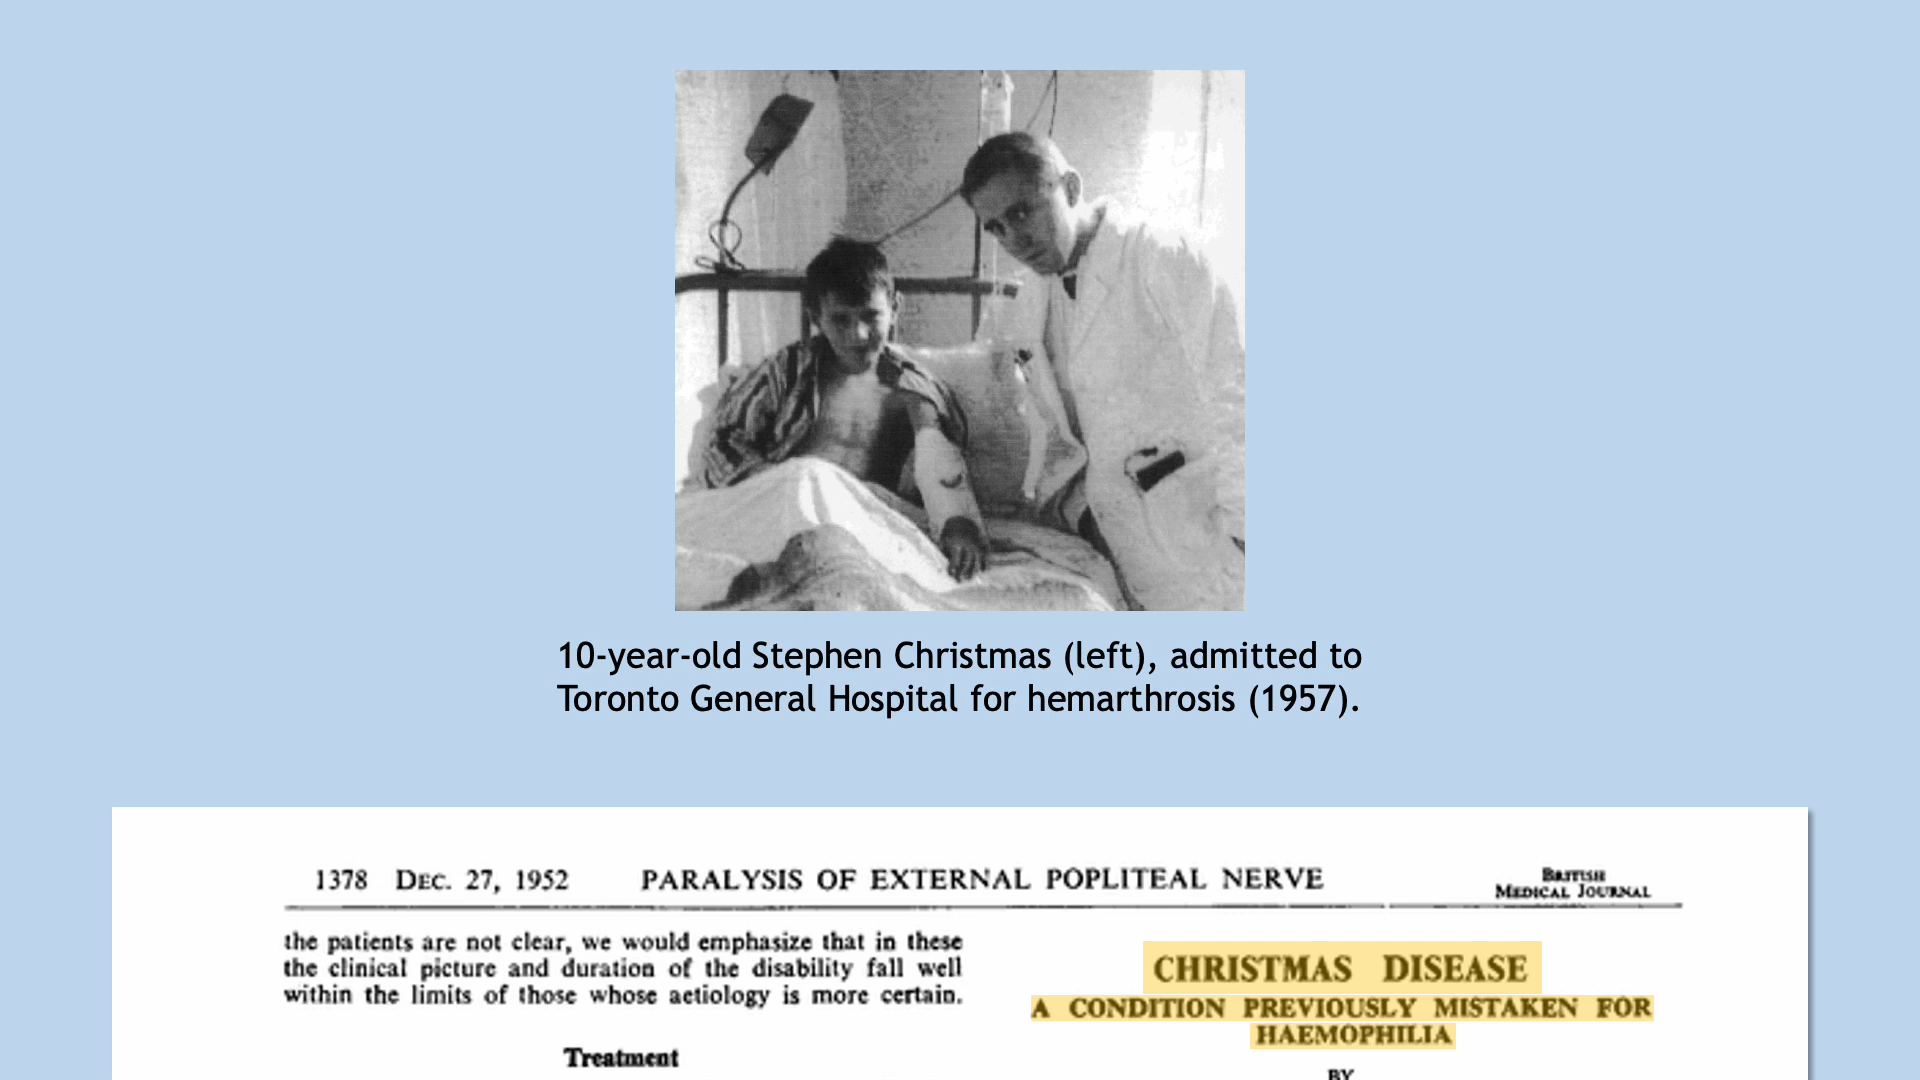 10-year-old Stephen Christmas (left), admitted to
Toronto General Hospital for hemarthrosis (1957).
1378 DEC. 27, 1952 PARALYSIS OF EXTERNAL POPLITEAL NERVE BRITISH
MEDICAL JOURNAL
the patients are not clear, we would emphasize that in these
the clinical picture and duration of the disability fall well
within the limits of those whose aetiology is more certain.
Treatment
CHRISTMAS DISEASE
A CONDITION PREVIOUSLY MISTAKEN FOR
HAEMOPHILIA
BY